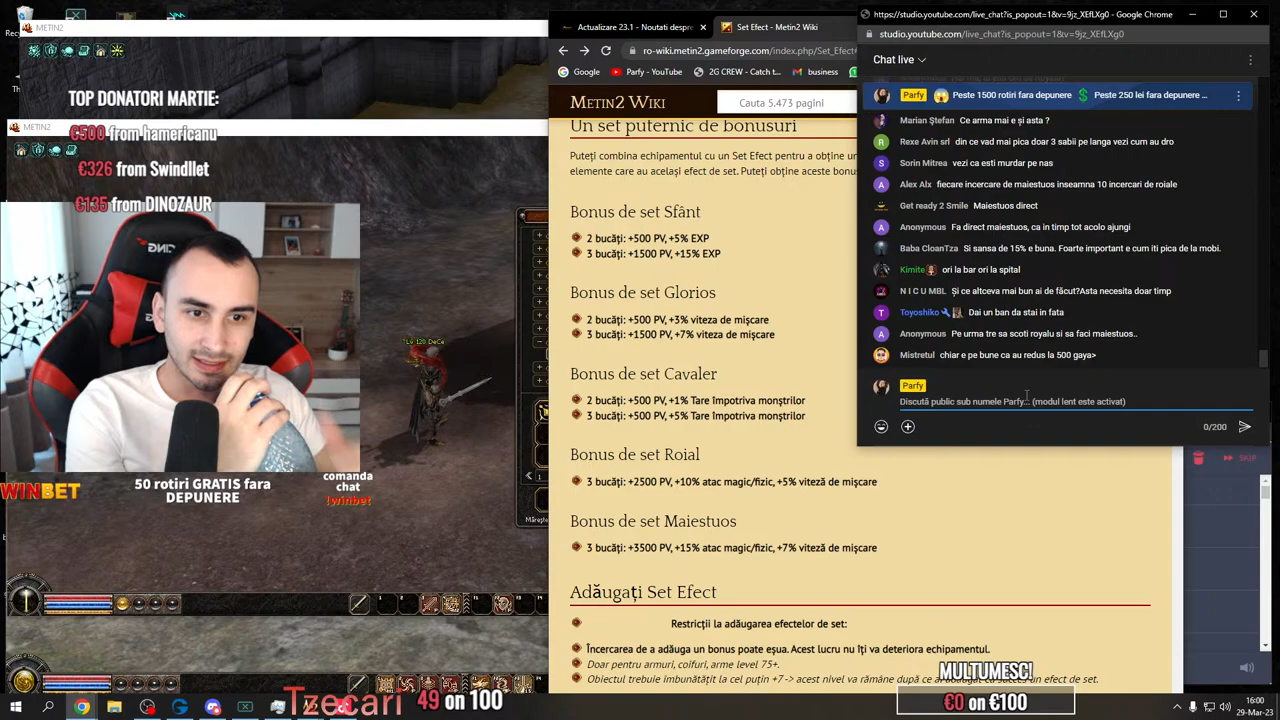 METIN2
TOP DONATORI MARTIE:
METIN2
€500 from hamericanu
€326 from Swindllet
€135 from DINOZAUR
Lv 120 DeCe
WINBET
50 rotiri GRATIS fara
DEPUNERE
comanda
chat
!winbet
Mărește
Tzecari
49 on 100
Actualizare 23.1 – Noutati despre
Set Efect – Metin2 Wiki
ro-wiki.metin2.gameforge.com/index.php/Set_Efect
Google
Parfy - YouTube
2G CREW - Catch t...
business
Metin2 Wiki
Cauta 5.473 pagini
Un set puternic de bonusuri
Puteți combina echipamentul cu un Set Efect pentru a obține un
elemente care au același efect de set. Puteți obține aceste bonus
Bonus de set Sfânt
2 bucăți: +500 PV, +5% EXP
3 bucăți: +1500 PV, +15% EXP
Bonus de set Glorios
2 bucăți: +500 PV, +3% viteza de mișcare
3 bucăți: +1500 PV, +7% viteza de mișcare
Bonus de set Cavaler
2 bucăți: +500 PV, +1% Tare împotriva monștrilor
3 bucăți: +500 PV, +5% Tare împotriva monștrilor
Bonus de set Roial
3 bucăți: +2500 PV, +10% atac magic/fizic, +5% viteză de mișcare
Bonus de set Maiestuos
3 bucăți: +3500 PV, +15% atac magic/fizic, +7% viteză de mișcare
Adăugați Set Efect
Restricții la adăugarea efectelor de set:
Încercarea de a adăuga un bonus poate eșua. Acest lucru nu îți va deteriora echipamentul.
Doar pentru armuri, coifuri, arme level 75+.
Obiectul trebuie îmbunătățit la cel puțin +7 -> acest nivel va rămâne după ce
un efect de set.
https://studio.youtube.com/live_chat?is_popout=1&v=9jz_XEfLXg0 - Google Chrome
studio.youtube.com/live_chat?is_popout=1&v=9jz_XEfLXg0
Chat live
Parfy Peste 1500 rotiri fara depunere Peste 250 lei fara depunere ...
Marian Ștefan Ce arma mai e și asta ?
Rexe Avin srl din ce vad mai pica doar 3 sabii pe langa vezi cum au dro
Sorin Mitrea vezi ca esti murdar pe nas
Alex Alx fiecare incercare de maiestuos inseamna 10 incercari de roiale
Get ready 2 Smile Maiestuos direct
Anonymous Fa direct maiestuos, ca in timp tot acolo ajungi
Baba CloanTza Si sansa de 15% e bună. Foarte important e cum iti pica de la mobi.
Kimite ori la bar ori la spital
N I C U MBL Și ce altceva mai bun ai de făcut?Asta necesita doar timp
Toyoshiko Dai un ban da stai in fata
Anonymous Pe urma tre sa scoti royalu si sa faci maiestuos..
Mistretul chiar e pe bune ca au redus la 500 gaya>
Parfy
Discută public sub numele Parfy... (modul lent este activat)
0/200
SKIP
MULTUMESC!
€0 on €100
16:00
29-Mar-23